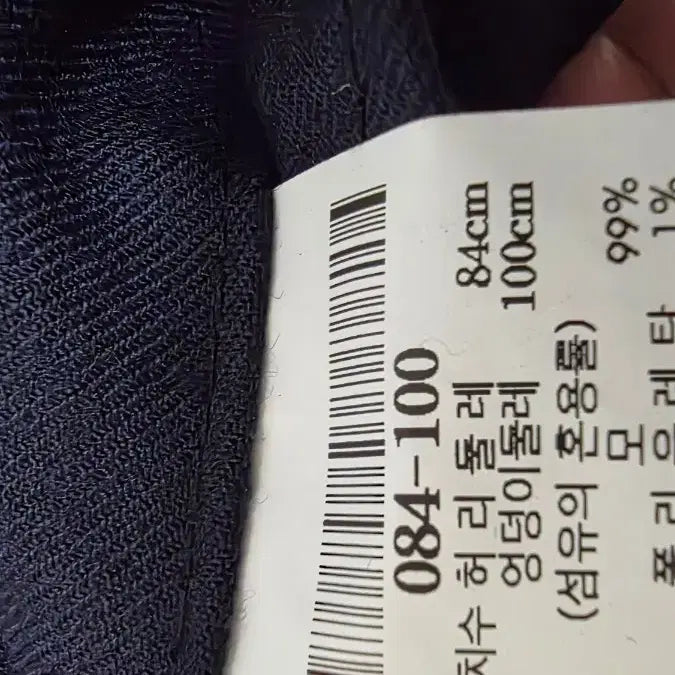 084-100
치수 허리둘레 84cm
엉덩이둘레 100cm
(섬유의 혼용률)
모 99%
폴리우레탄 1%